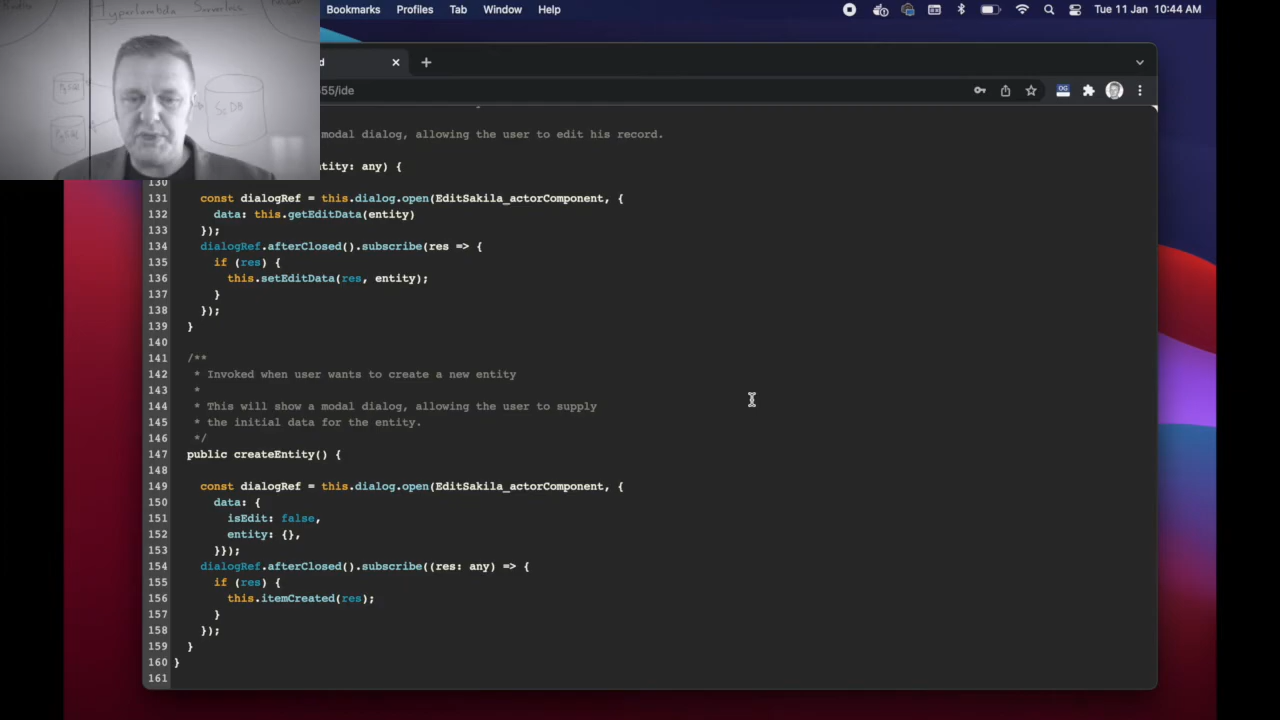 Hyperlambda Serverless
PgSQL
PgSQL
Bookmarks Profiles Tab Window Help
Tue 11 Jan 10:44 AM
d
55/ide
modal dialog, allowing the user to edit his record.
tity: any) {
130
131 const dialogRef = this.dialog.open(EditSakila_actorComponent, {
132 data: this.getEditData(entity)
133 });
134 dialogRef.afterClosed().subscribe(res => {
135 if (res) {
136 this.setEditData(res, entity);
137 }
138 });
139 }
140
141 /**
142 * Invoked when user wants to create a new entity
143 *
144 * This will show a modal dialog, allowing the user to supply
145 * the initial data for the entity.
146 */
147 public createEntity() {
148
149 const dialogRef = this.dialog.open(EditSakila_actorComponent, {
150 data: {
151 isEdit: false,
152 entity: {},
153 }});
154 dialogRef.afterClosed().subscribe((res: any) => {
155 if (res) {
156 this.itemCreated(res);
157 }
158 });
159 }
160 }
161